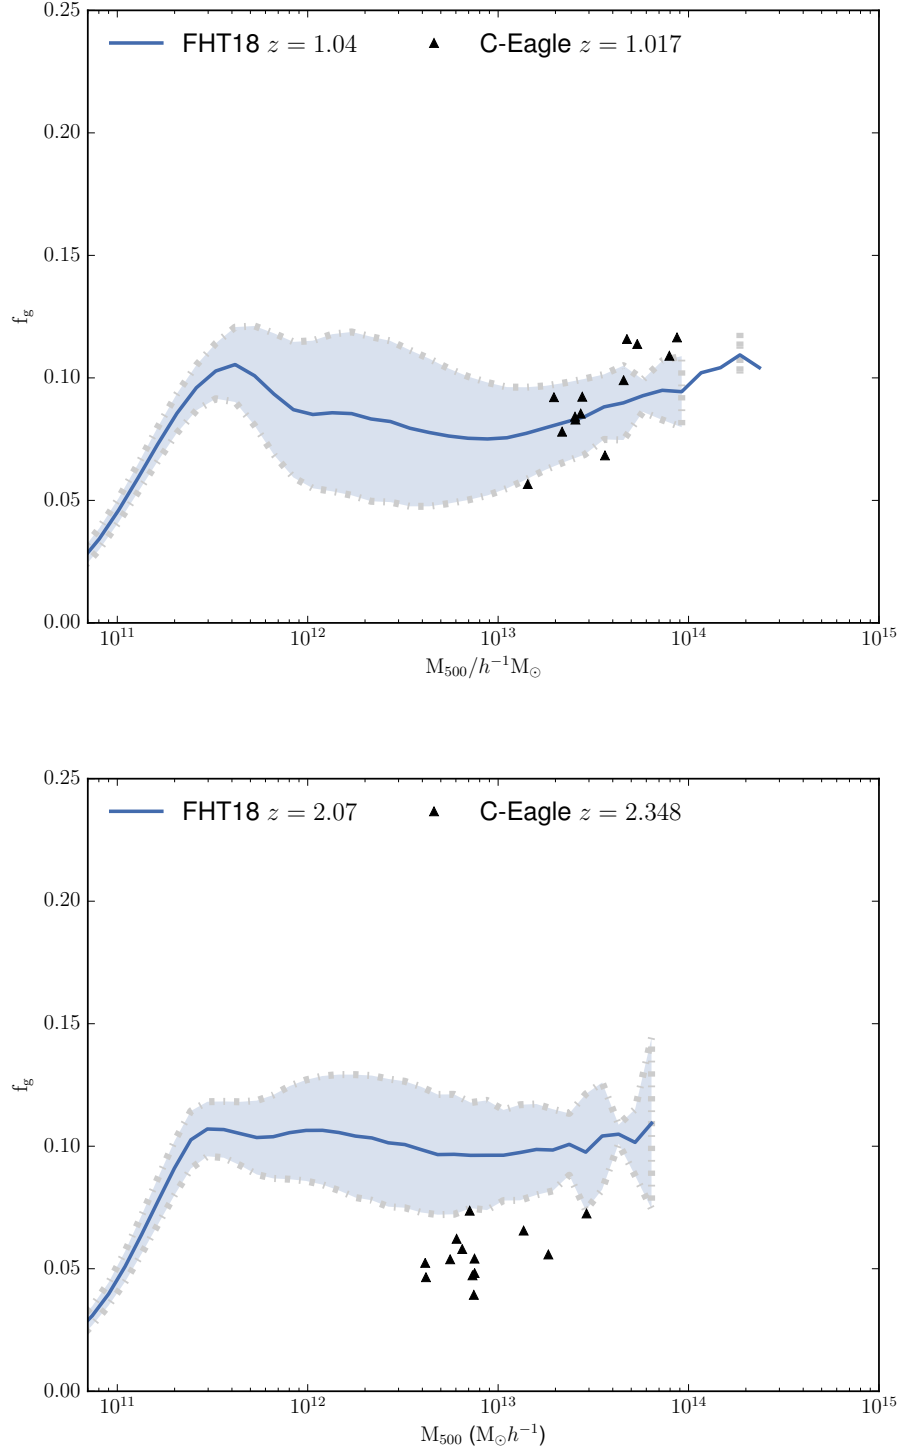 0.25
FHT18 z = 1.04 C-Eagle z = 1.017
0.20
0.15
f_g
0.10
0.05
0.00
10^11 10^12 10^13 10^14 10^15
M_500/h^−1M_⊙
0.25
FHT18 z = 2.07 C-Eagle z = 2.348
0.20
0.15
f_g
0.10
0.05
0.00
10^11 10^12 10^13 10^14 10^15
M_500 (M_⊙h^−1)